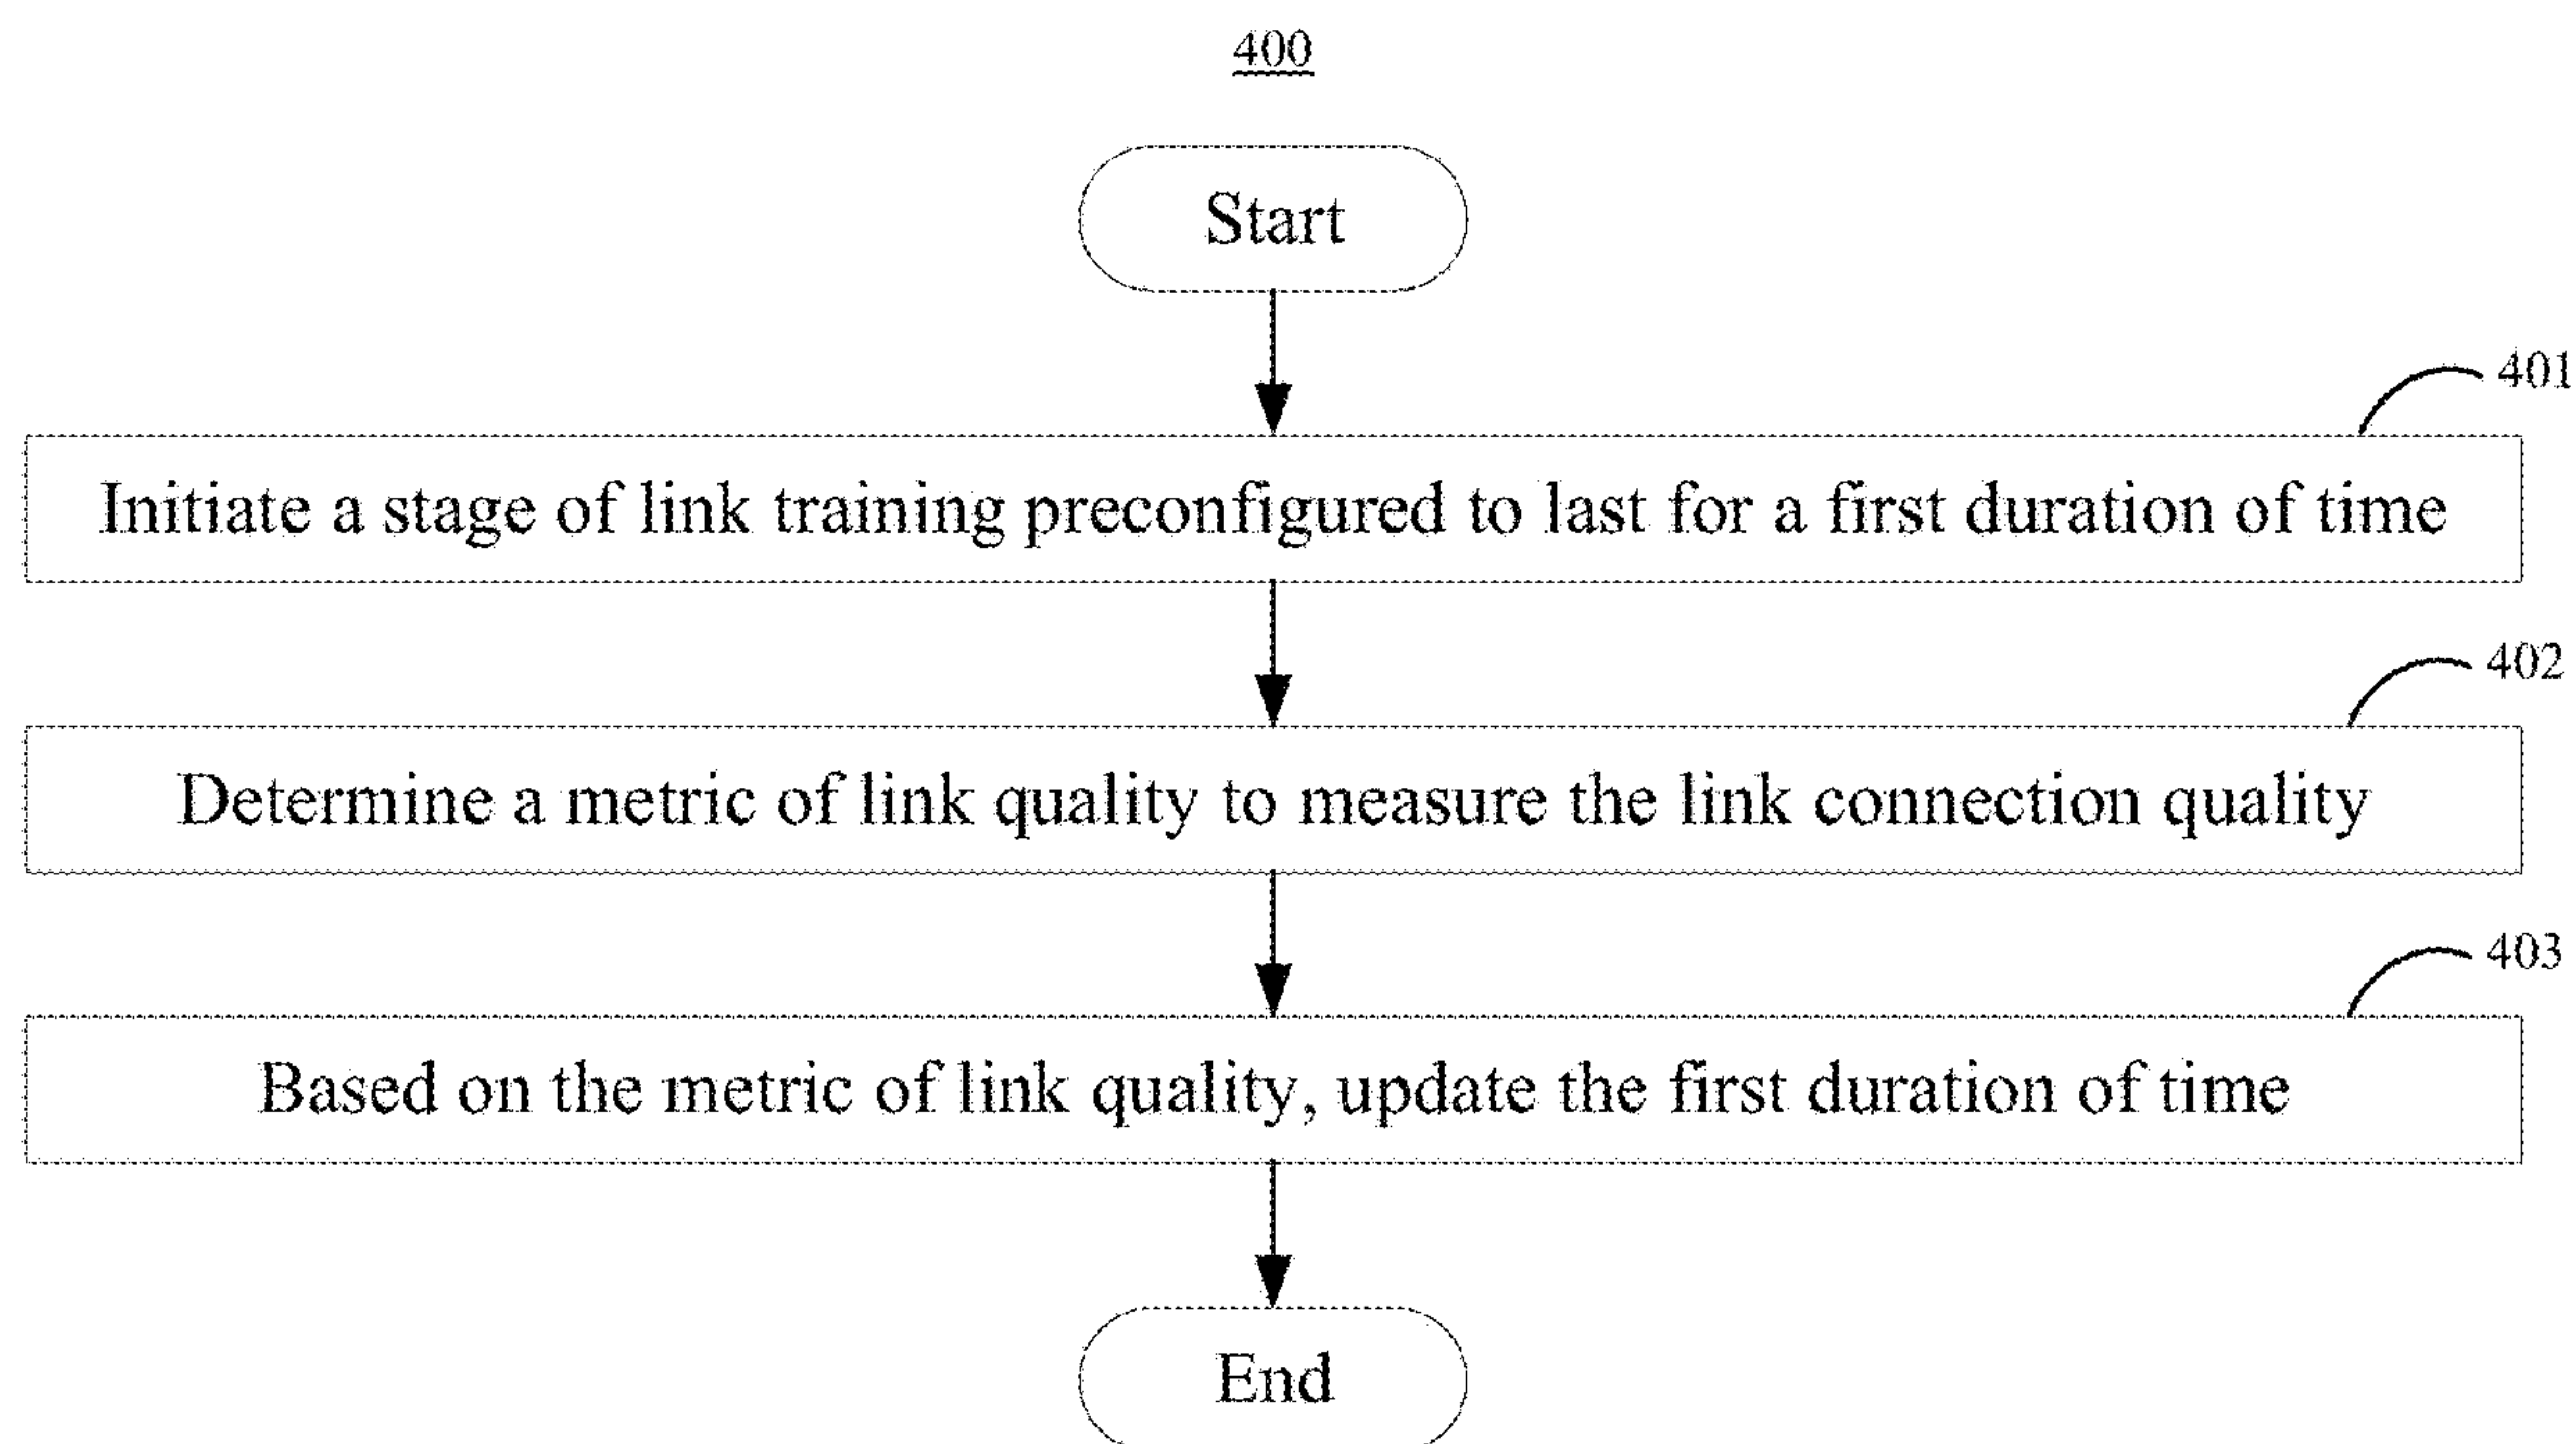 400
Start
401
Initiate a stage of link training preconfigured to last for a first duration of time
402
Determine a metric of link quality to measure the link connection quality
403
Based on the metric of link quality, update the first duration of time
End